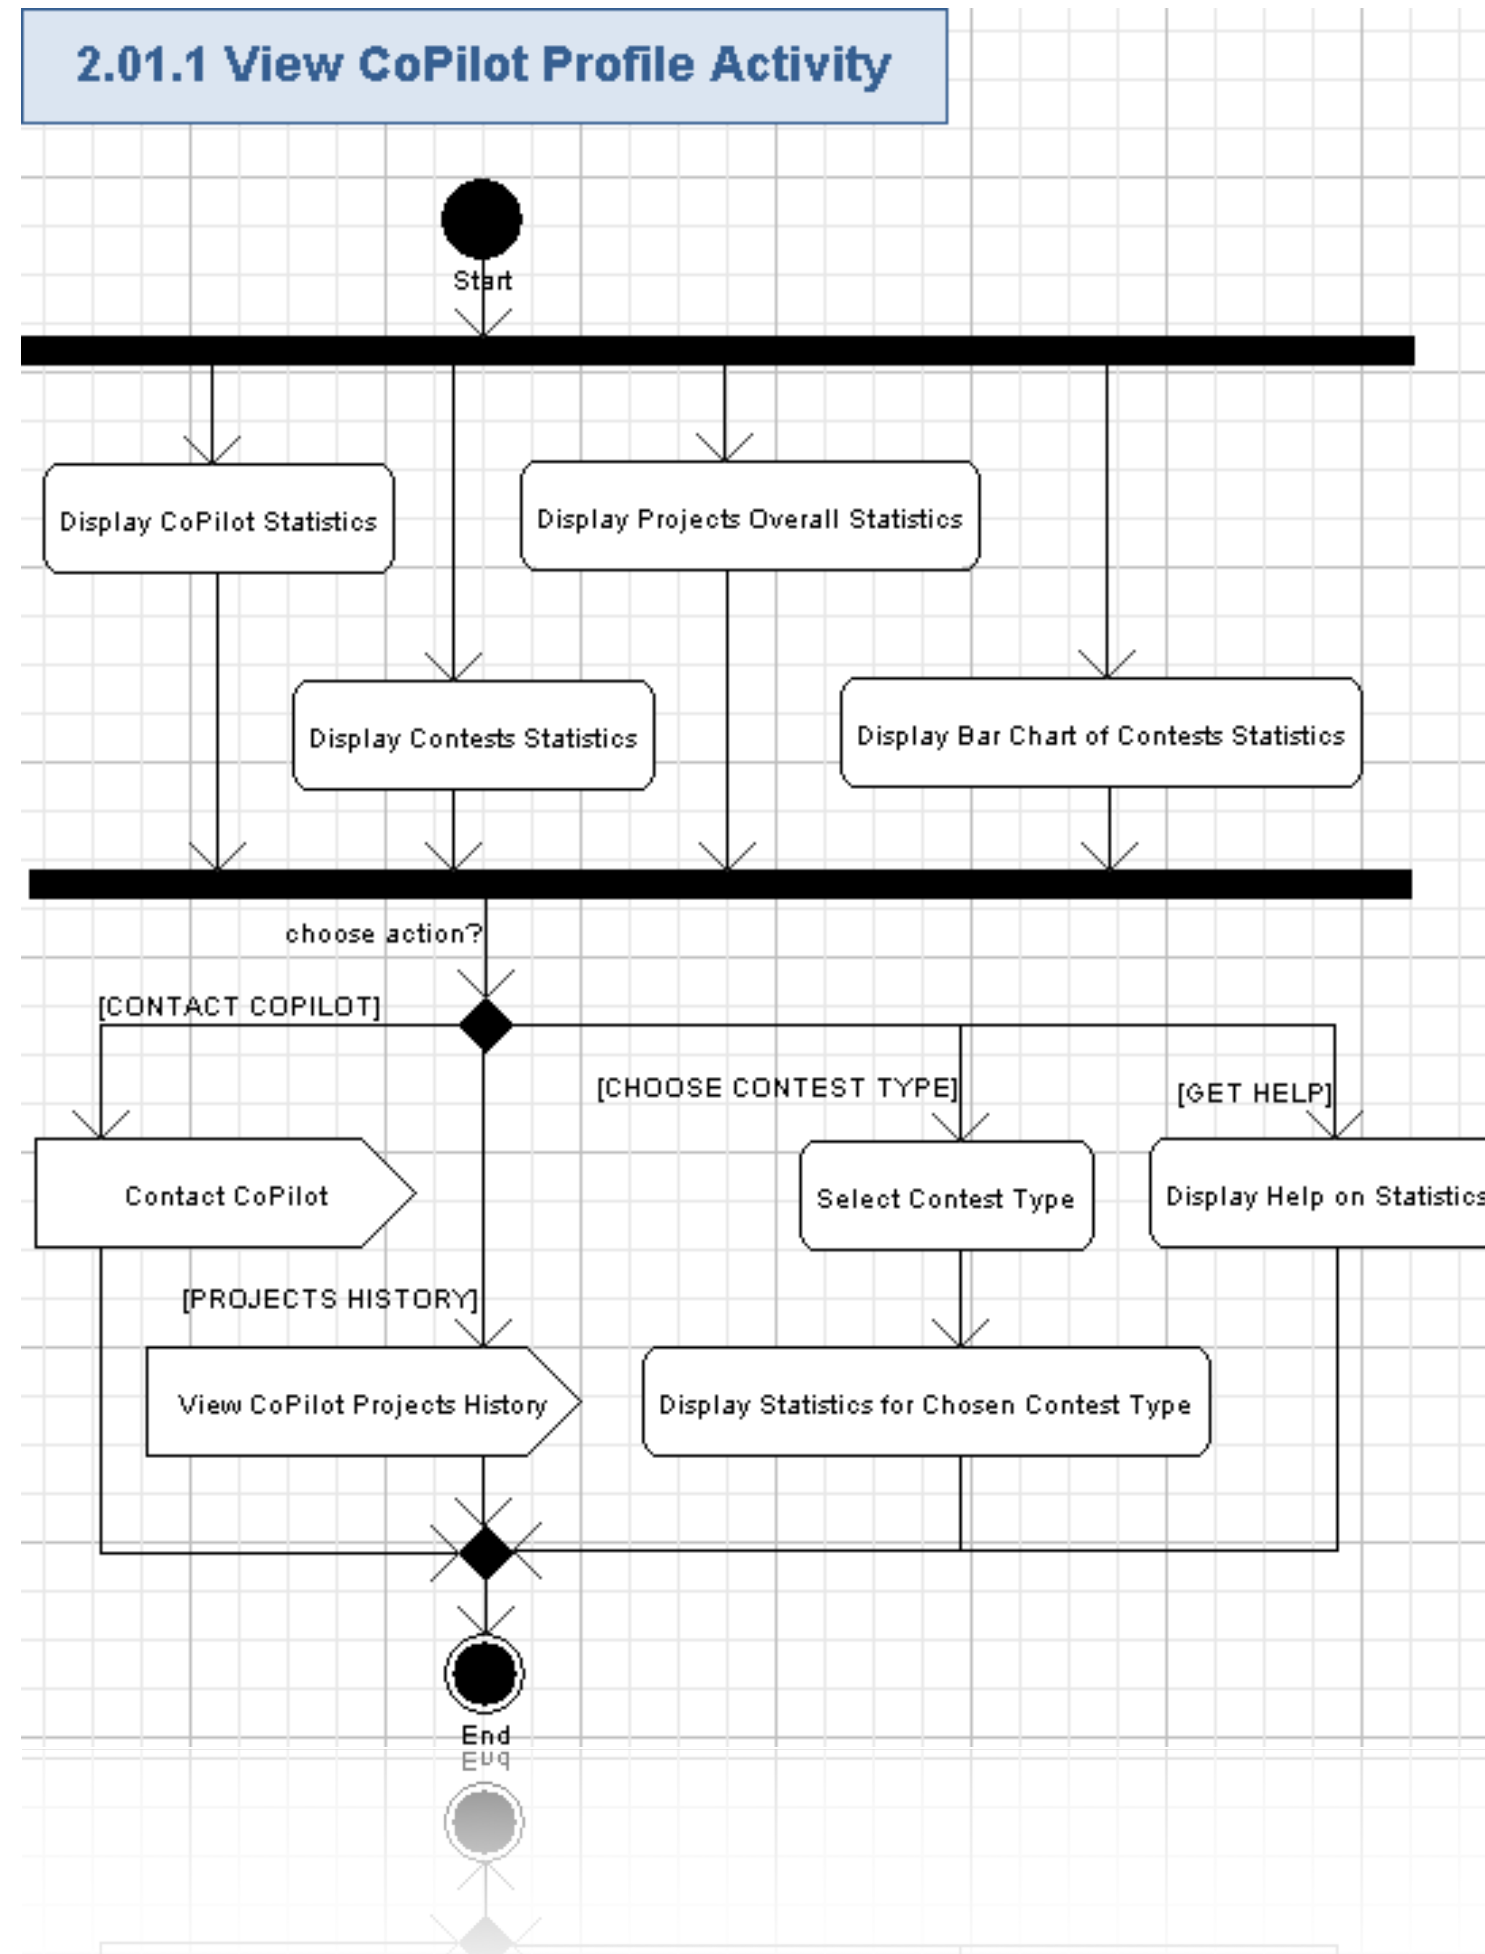 2.01.1 View CoPilot Profile Activity
Start
Display CoPilot Statistics
Display Projects Overall Statistics
Display Contests Statistics
Display Bar Chart of Contests Statistics
choose action?
[CONTACT COPILOT]
[CHOOSE CONTEST TYPE]
[GET HELP]
Contact CoPilot
Select Contest Type
Display Help on Statistics
[PROJECTS HISTORY]
View CoPilot Projects History
Display Statistics for Chosen Contest Type
End
End